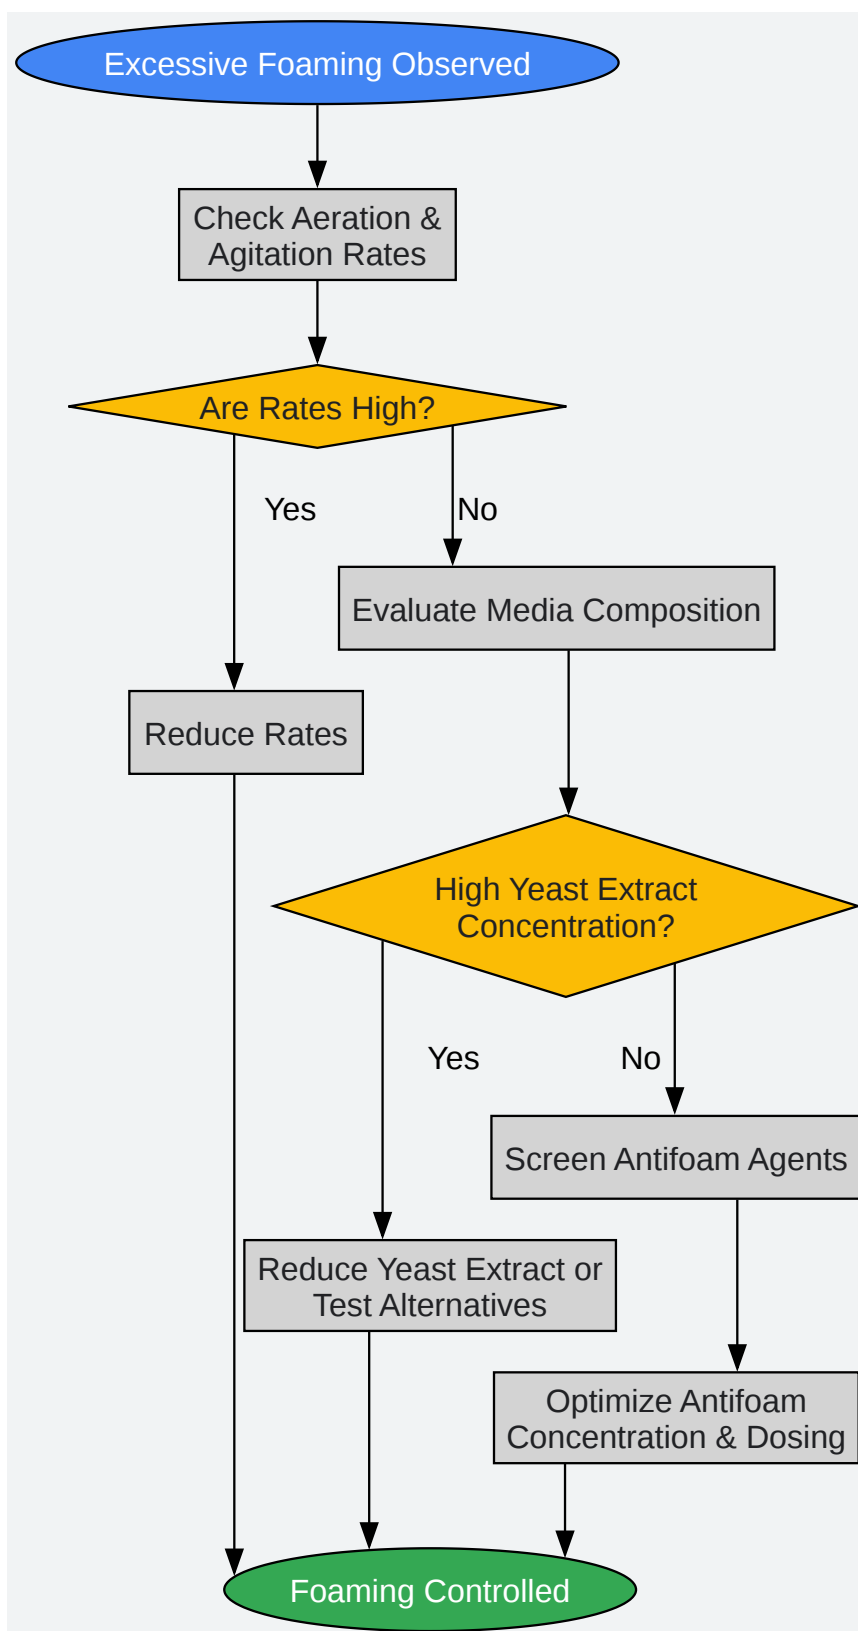 Excessive Foaming Observed
Check Aeration &
Agitation Rates
Are Rates High?
Yes
No
Evaluate Media Composition
Reduce Rates
High Yeast Extract
Concentration?
Yes
No
Screen Antifoam Agents
Reduce Yeast Extract or
Test Alternatives
Optimize Antifoam
Concentration & Dosing
Foaming Controlled